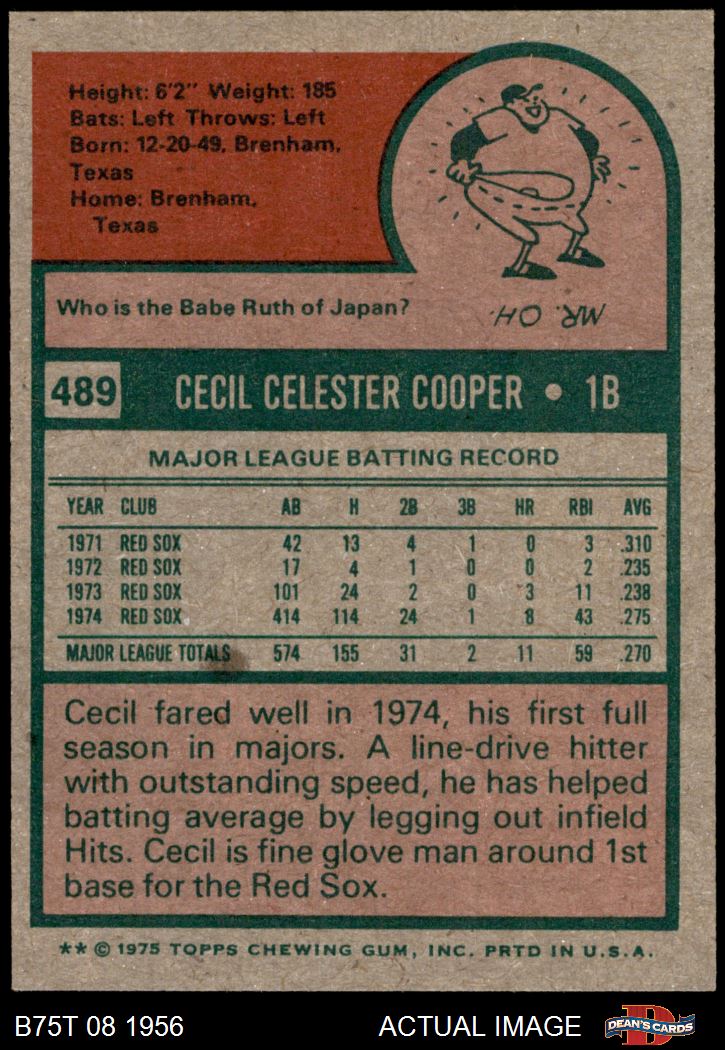 Height: 6'2" Weight: 185
Bats: Left Throws: Left
Born: 12-20-49, Brenham,
Texas
Home: Brenham,
Texas
Who is the Babe Ruth of Japan?
MR. OH.
489 CECIL CELESTER COOPER • 1B
MAJOR LEAGUE BATTING RECORD
YEAR CLUB AB H 2B 3B HR RBI AVG
1971 RED SOX 42 13 4 1 0 3 .310
1972 RED SOX 17 4 1 0 0 2 .235
1973 RED SOX 101 24 2 0 3 11 .238
1974 RED SOX 414 114 24 1 8 43 .275
MAJOR LEAGUE TOTALS 574 155 31 2 11 59 .270
Cecil fared well in 1974, his first full
season in majors. A line-drive hitter
with outstanding speed, he has helped
batting average by legging out infield
Hits. Cecil is fine glove man around 1st
base for the Red Sox.
** © 1975 TOPPS CHEWING GUM, INC. PRTD IN U.S.A.
B75T 08 1956 ACTUAL IMAGE
D
DEAN'S CARDS